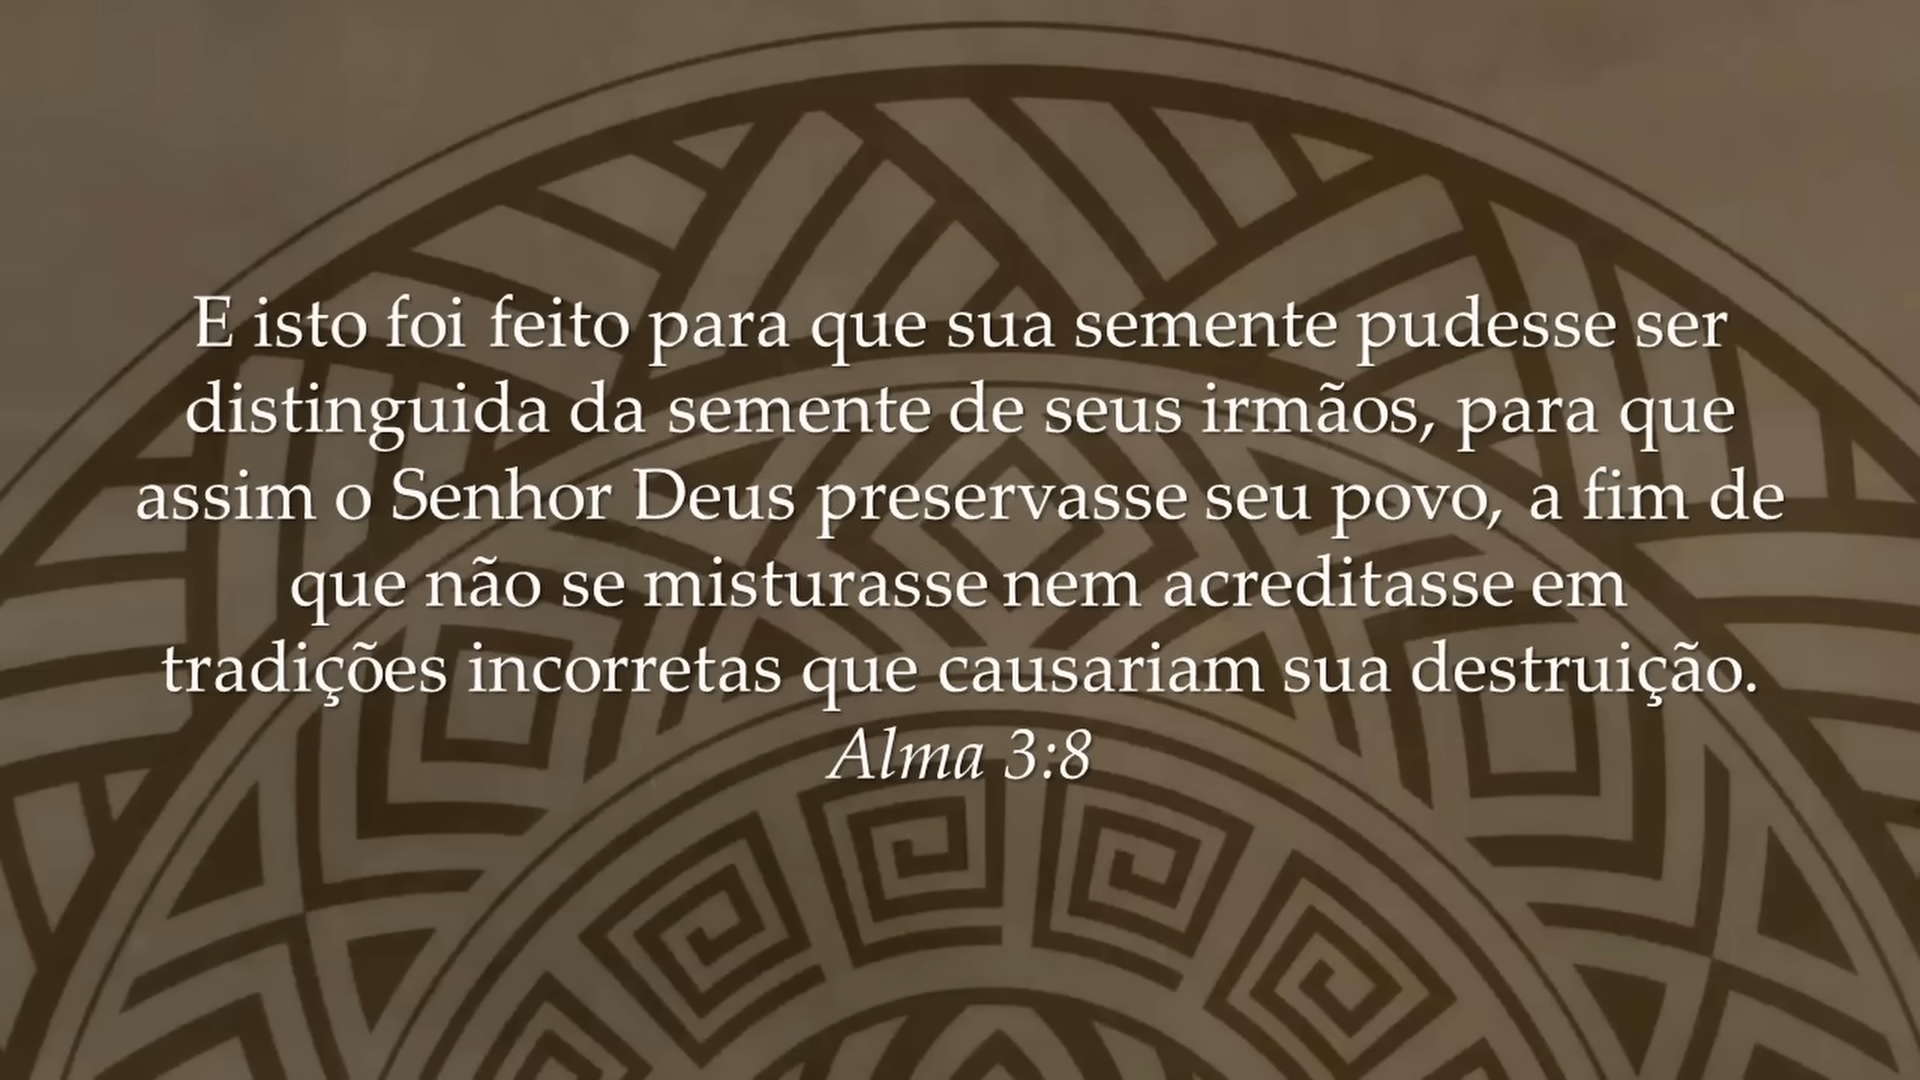 E isto foi feito para que sua semente pudesse ser
distinguida da semente de seus irmãos, para que
assim o Senhor Deus preservasse seu povo, a fim de
que não se misturasse nem acreditasse em
tradições incorretas que causariam sua destruição.
Alma 3:8